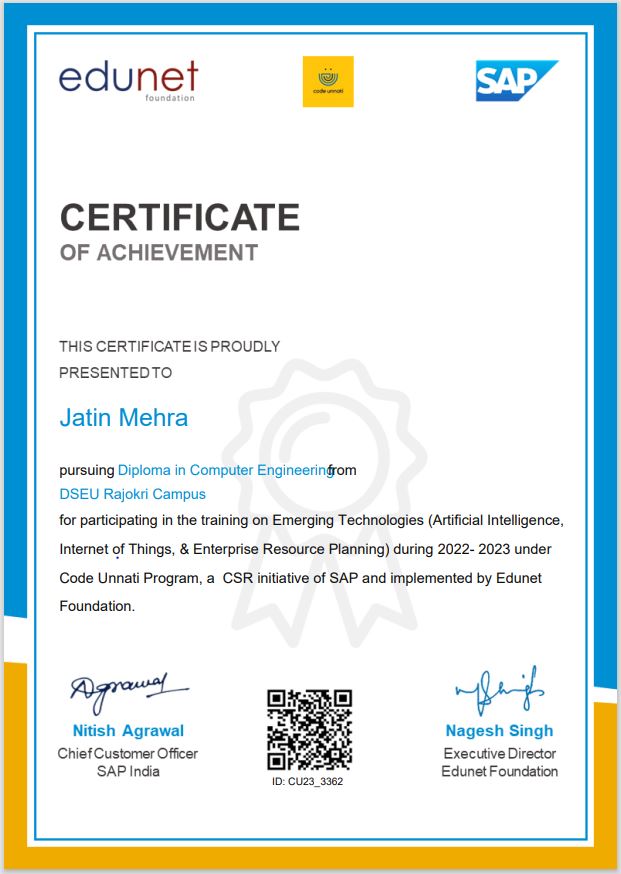 edunet
foundation
code unnati
SAP
CERTIFICATE
OF ACHIEVEMENT
THIS CERTIFICATE IS PROUDLY
PRESENTED TO
Jatin Mehra
pursuing Diploma in Computer Engineering from
DSEU Rajokri Campus
for participating in the training on Emerging Technologies (Artificial Intelligence,
Internet of Things, & Enterprise Resource Planning) during 2022- 2023 under
Code Unnati Program, a CSR initiative of SAP and implemented by Edunet
Foundation.
Agrawal
Nitish Agrawal
Chief Customer Officer
SAP India
ID: CU23_3362
Nagesh Singh
Executive Director
Edunet Foundation